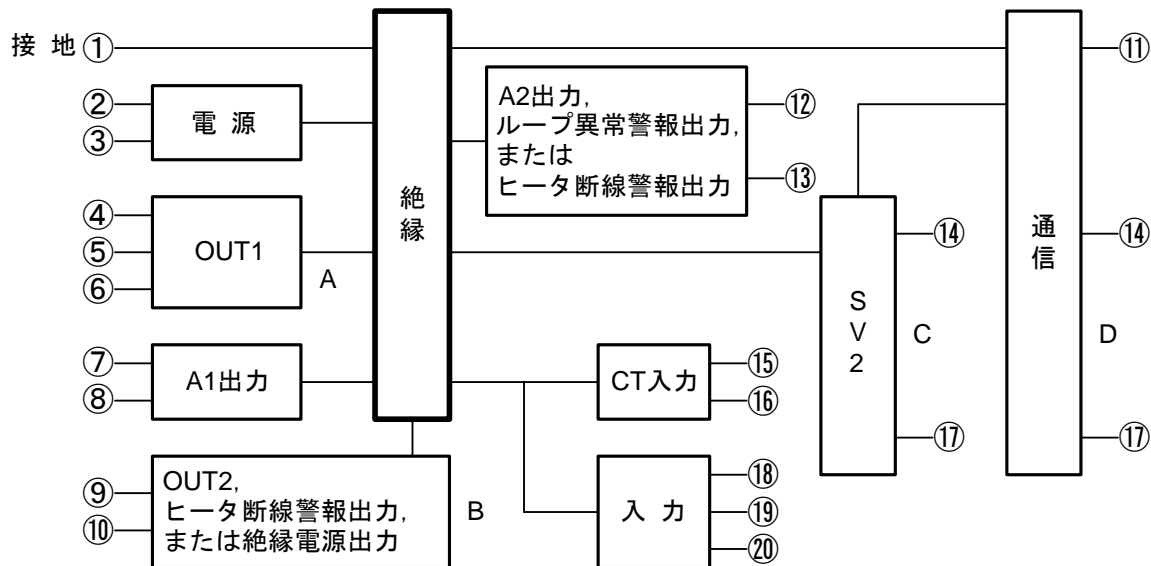 接 地 ①
②
③
電 源
④
⑤
⑥
OUT1
A
⑦
⑧
A1出力
⑨
⑩
OUT2,
ヒータ断線警報出力,
または絶縁電源出力
B
絶
縁
A2出力,
ループ異常警報出力,
または
ヒータ断線警報出力
⑫
⑬
CT入力
⑮
⑯
入 力
⑱
⑲
⑳
S
V
2
⑭
C
⑰
通
信
⑪
⑭
D
⑰